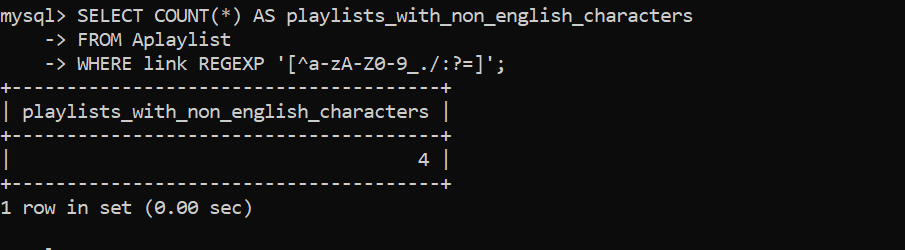 mysql> SELECT COUNT(*) AS playlists_with_non_english_characters
    -> FROM Aplaylist
    -> WHERE link REGEXP '[^a-zA-Z0-9_./:?=]';
+---------------------------------------+
| playlists_with_non_english_characters |
+---------------------------------------+
|                                     4 |
+---------------------------------------+
1 row in set (0.00 sec)